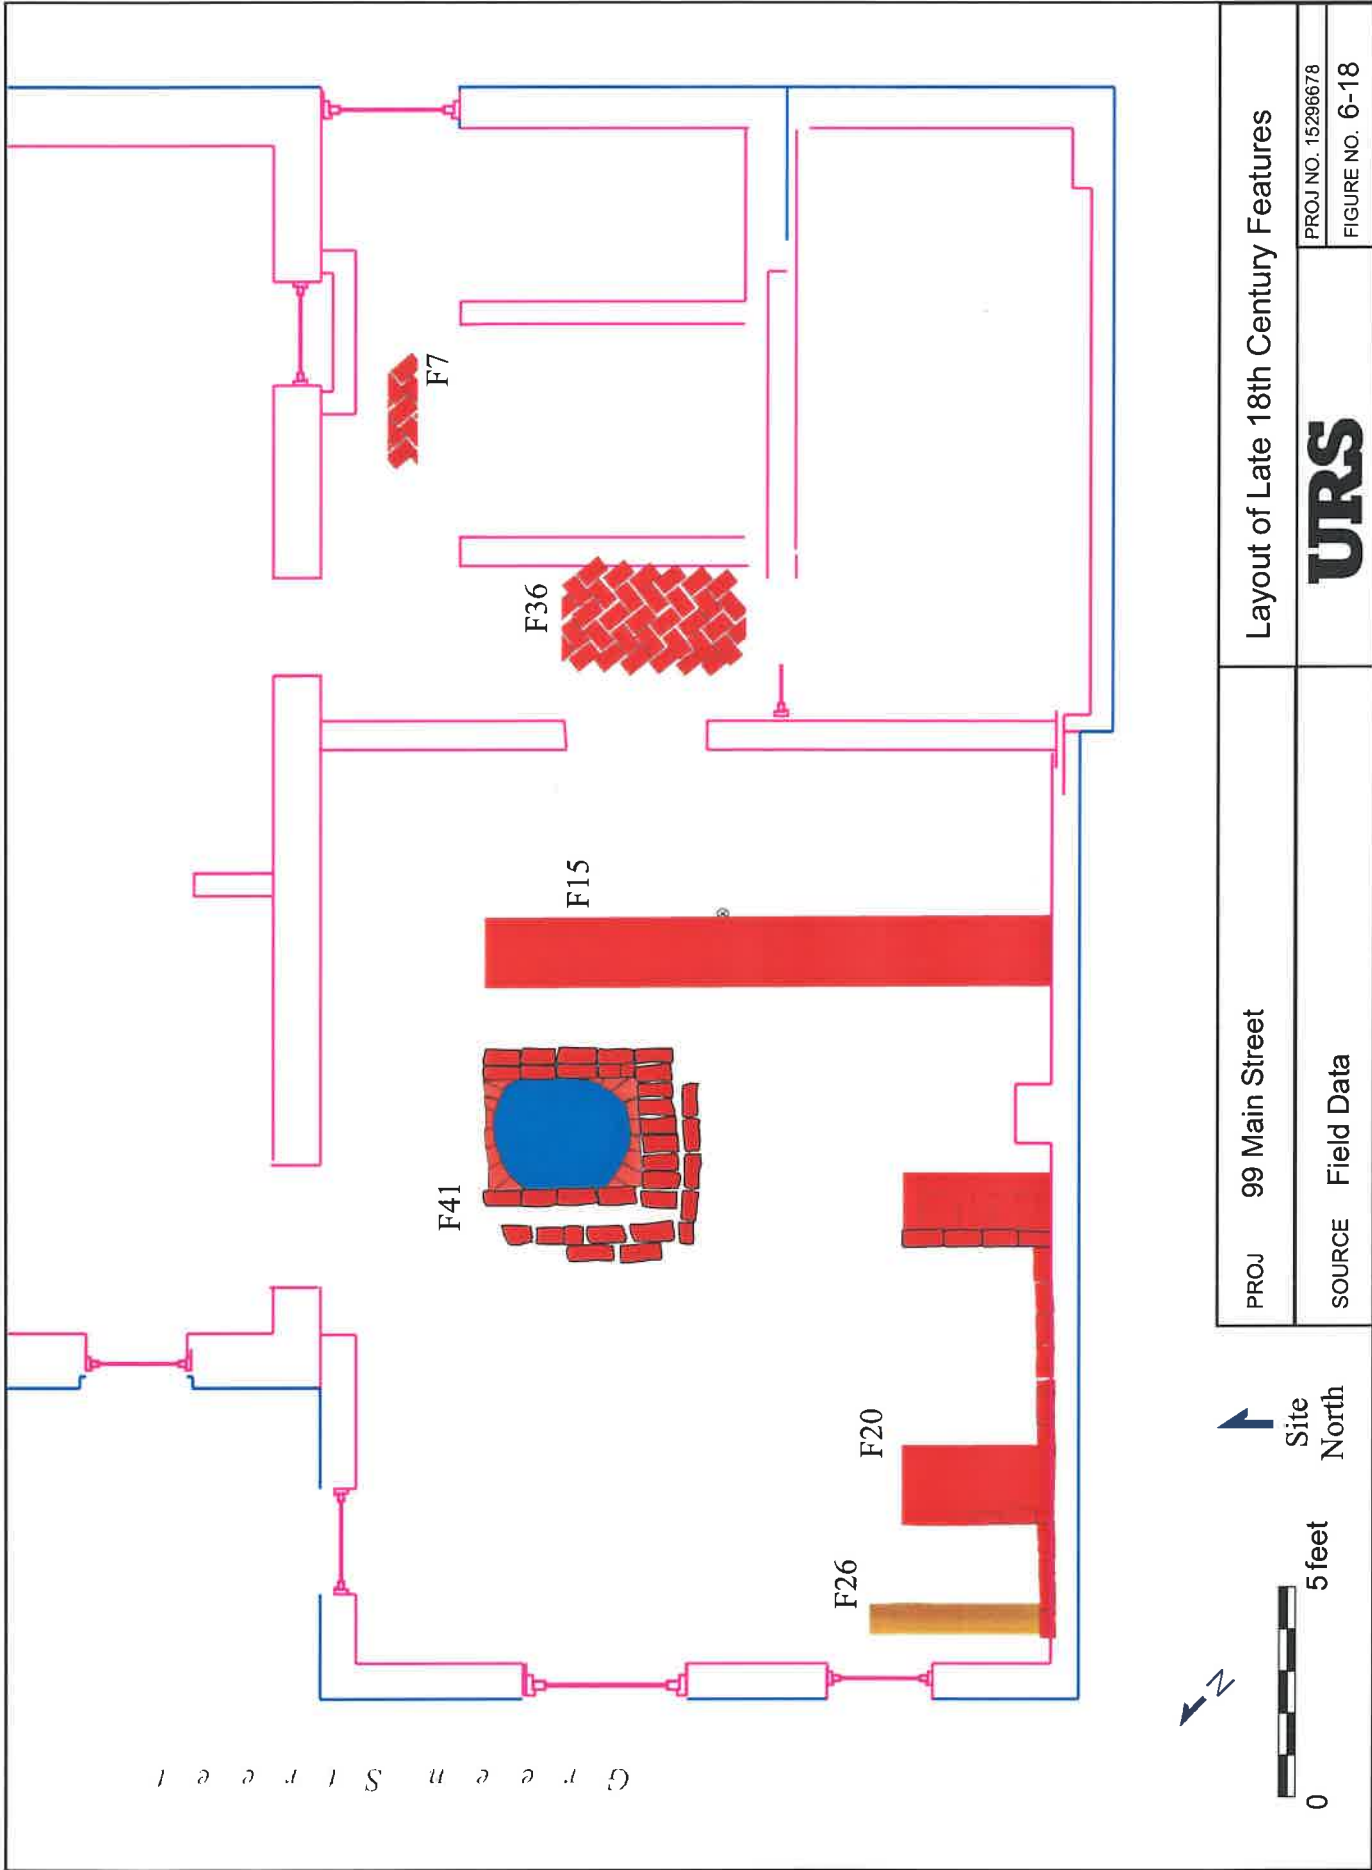 Green Street
F7
F36
F15
F41
F20
F26
N
0 5 feet
Site
North
PROJ 99 Main Street
SOURCE Field Data
Layout of Late 18th Century Features
URS
PROJ NO. 15296678
FIGURE NO. 6-18